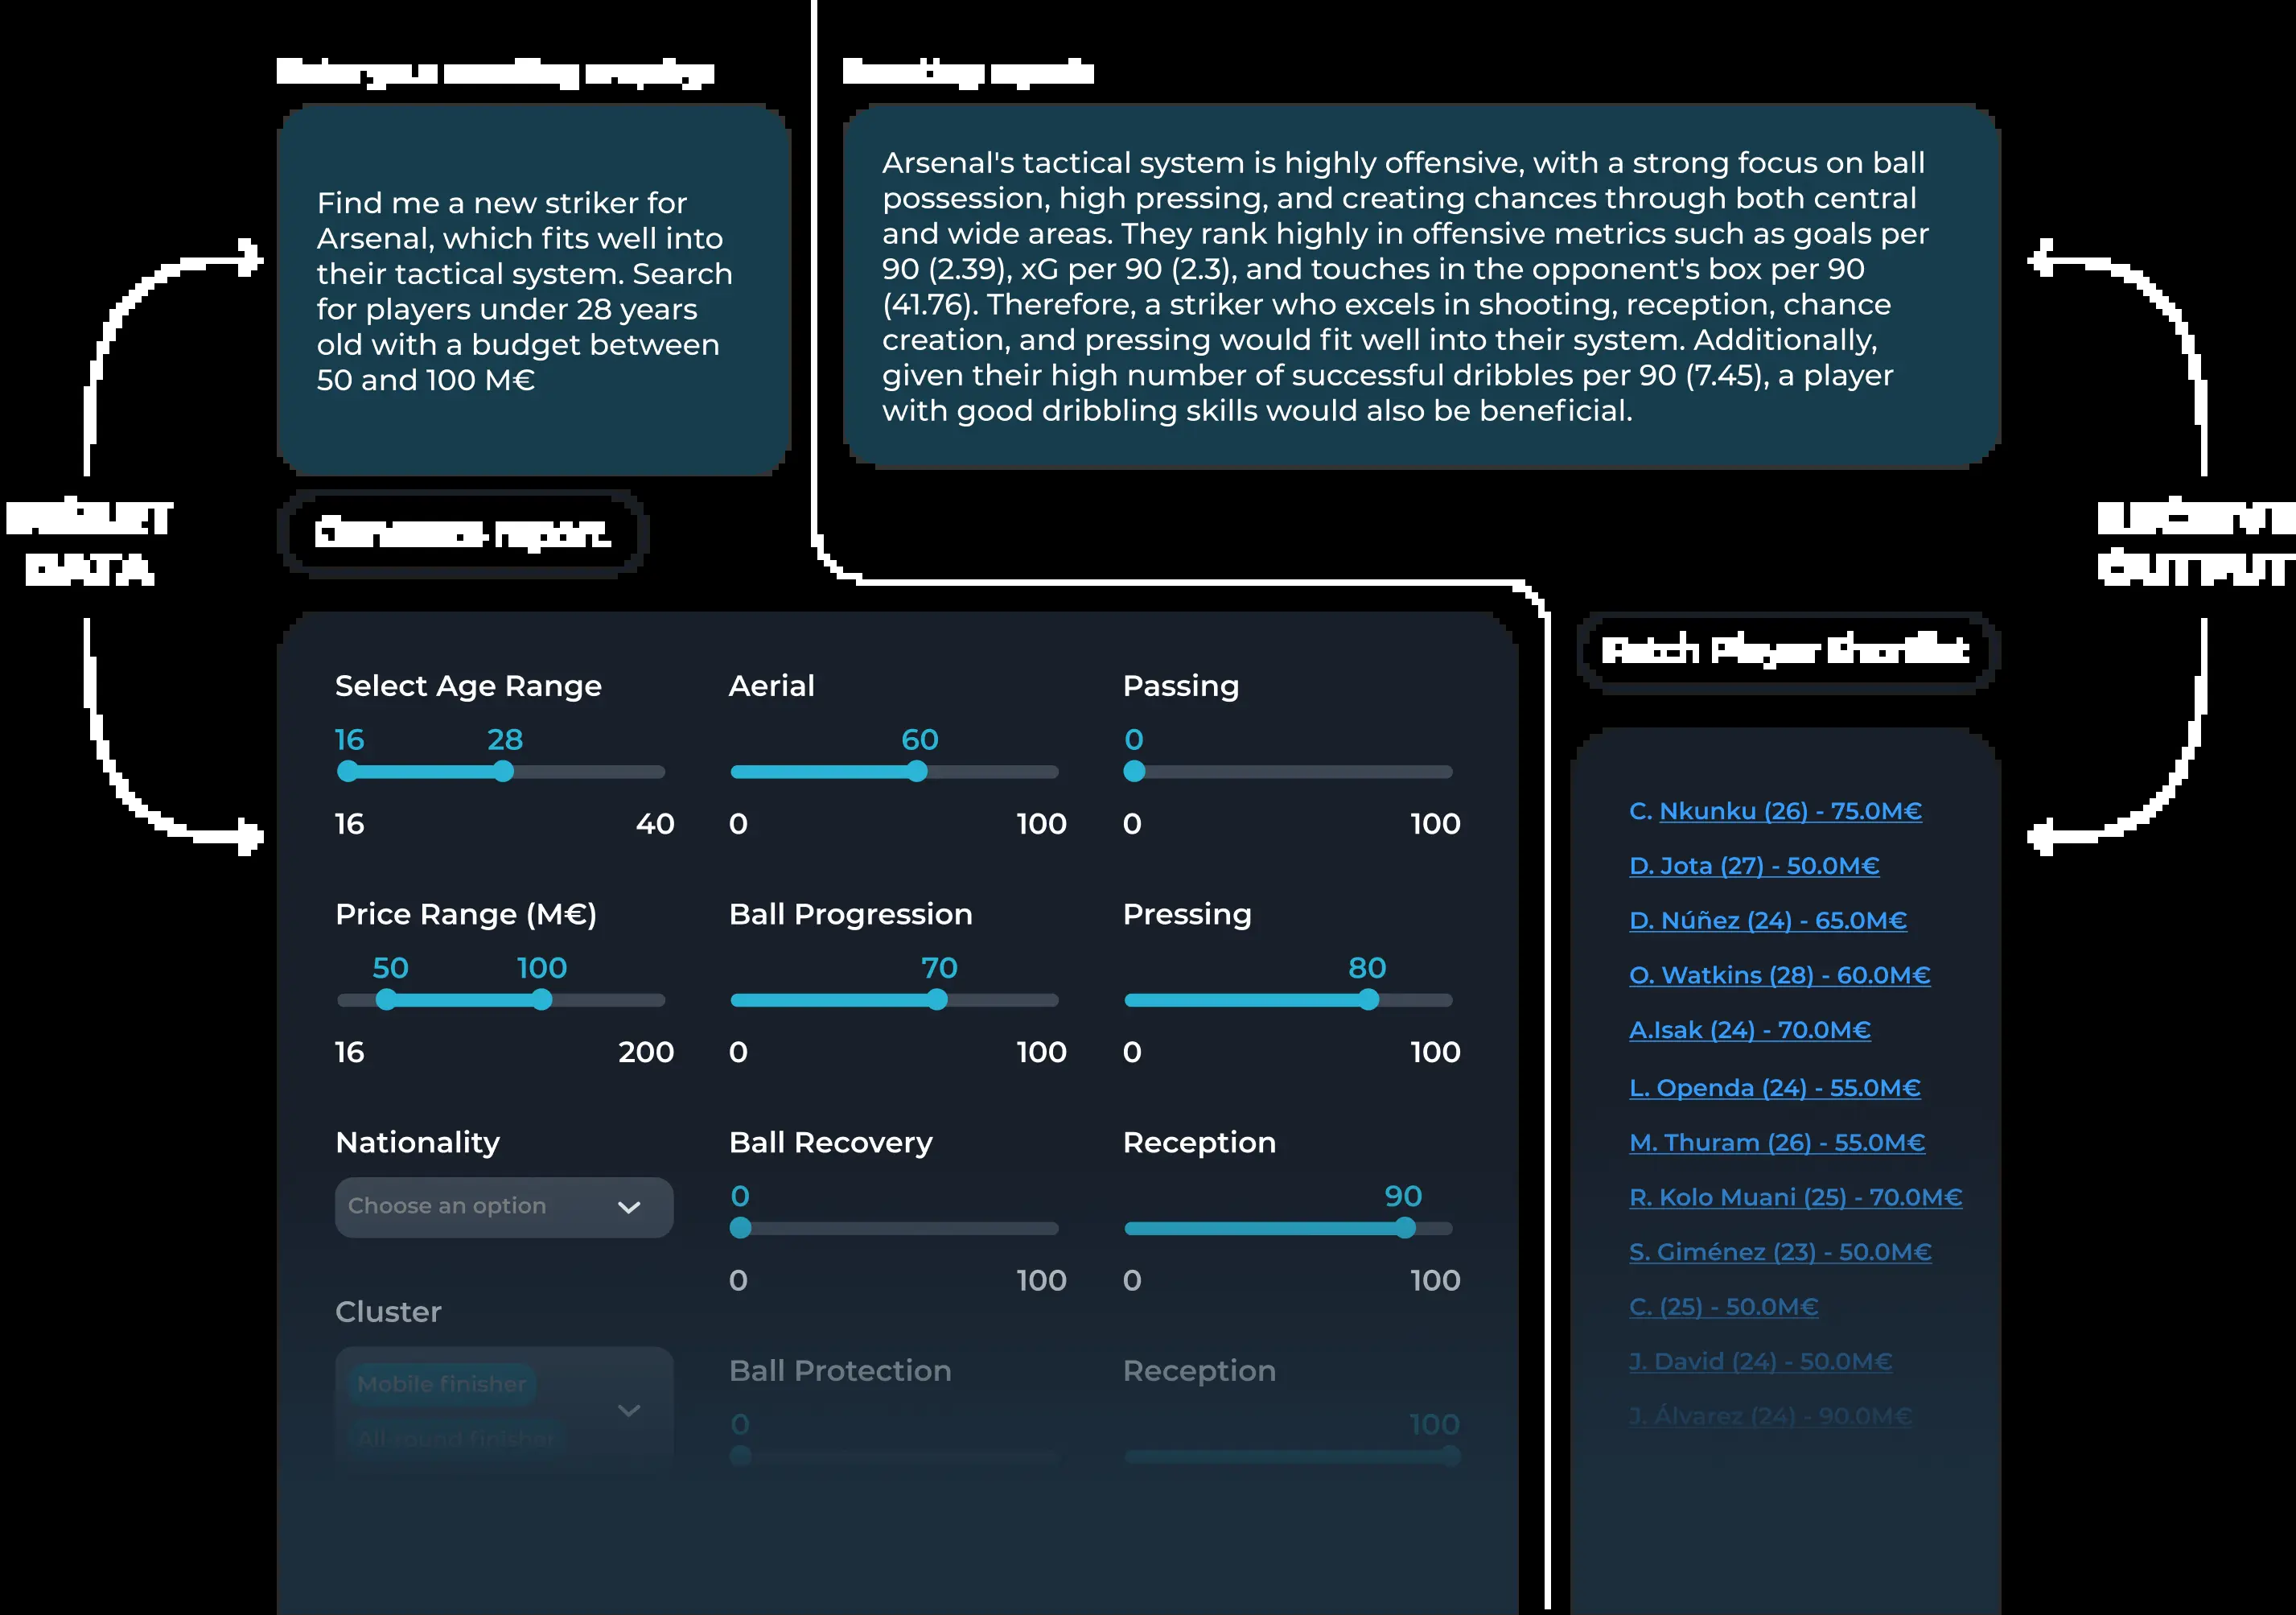 Find me a new striker for
Arsenal, which fits well into
their tactical system. Search
for players under 28 years
old with a budget between
50 and 100 M€
Generate report
DATA
Scouting report
Arsenal's tactical system is highly offensive, with a strong focus on ball
possession, high pressing, and creating chances through both central
and wide areas. They rank highly in offensive metrics such as goals per
90 (2.39), xG per 90 (2.3), and touches in the opponent's box per 90
(41.76). Therefore, a striker who excels in shooting, reception, chance
creation, and pressing would fit well into their system. Additionally,
given their high number of successful dribbles per 90 (7.45), a player
with good dribbling skills would also be beneficial.
OUTPUT
Select Age Range
16 28
16 40
Aerial
60
0 100
Passing
0
0 100
Price Range (M€)
50 100
16 200
Ball Progression
70
0 100
Pressing
80
0 100
Nationality
Choose an option
Ball Recovery
0
0 100
Reception
90
0 100
Cluster
Mobile finisher
All round finisher
Ball Protection
0
Reception
100
Fetch Player Shortlist
C. Nkunku (26) - 75.0M€
D. Jota (27) - 50.0M€
D. Núñez (24) - 65.0M€
O. Watkins (28) - 60.0M€
A.Isak (24) - 70.0M€
L. Openda (24) - 55.0M€
M. Thuram (26) - 55.0M€
R. Kolo Muani (25) - 70.0M€
S. Giménez (23) - 50.0M€
C. (25) - 50.0M€
J. David (24) - 50.0M€
J. Álvarez (24) - 90.0M€